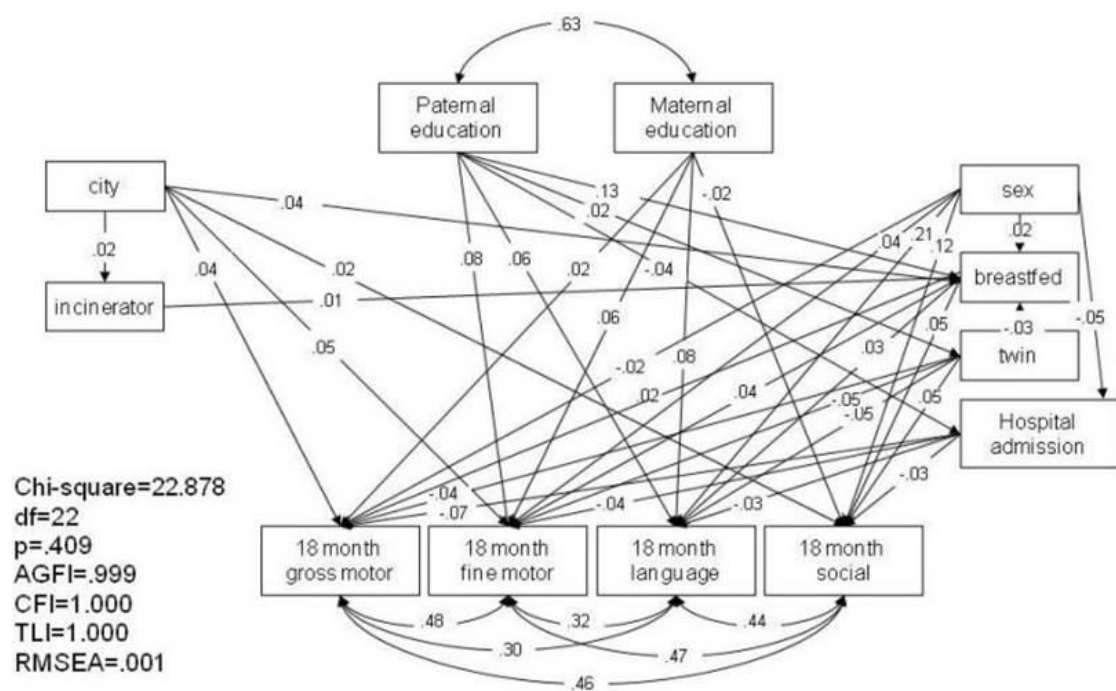 .63
Paternal
education
Maternal
education
city
sex
.13
-.02
.04
.02
.04
.21
.12
.02
.02
.04
.08
.06
.02
-.04
.02
breastfed
incinerator
.01
-.05
.05
.06
.05
.03
-.03
.08
twin
-.02
.02
.04
-.05
-.05
.05
Hospital
admission
-.03
Chi-square=22.878
df=22
p=.409
AGFI=.999
CFI=1.000
TLI=1.000
RMSEA=.001
-.04
-.07
-.04
-.03
18 month
gross motor
18 month
fine motor
18 month
language
18 month
social
.48
.32
.44
.30
.47
.46